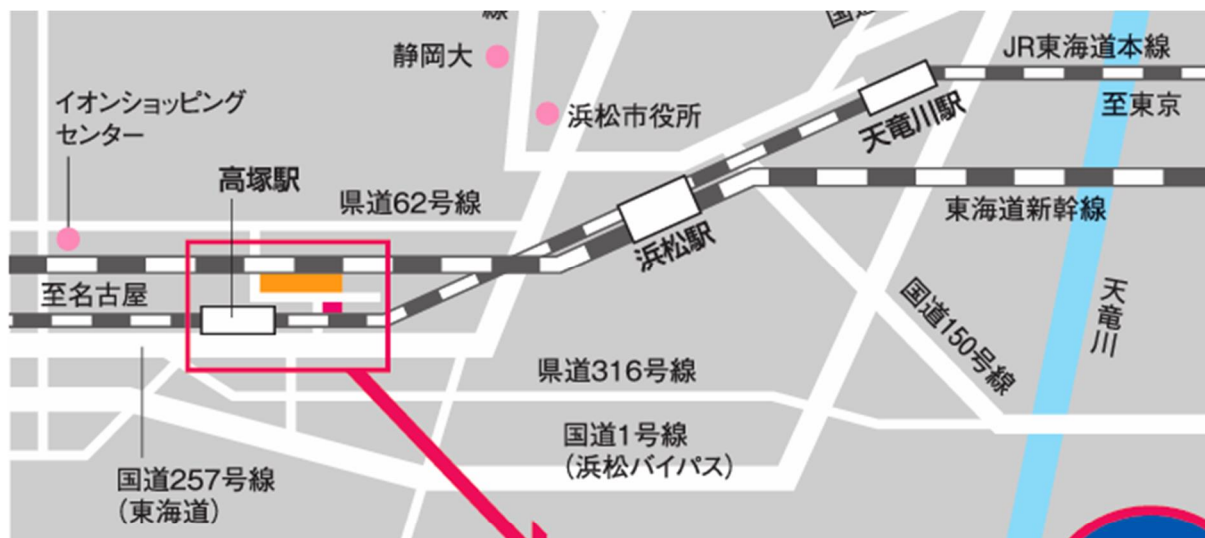 線
国道
静岡大
JR東海道本線
イオンショッピング
センター
浜松市役所
至東京
天竜川駅
高塚駅
県道62号線
東海道新幹線
浜松駅
至名古屋
天竜川
国道150号線
県道316号線
国道1号線
(浜松バイパス)
国道257号線
(東海道)